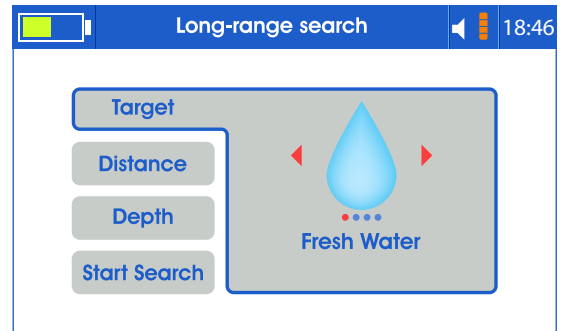 Long-range search
18:46
Target
Distance
Depth
Start Search
Fresh Water